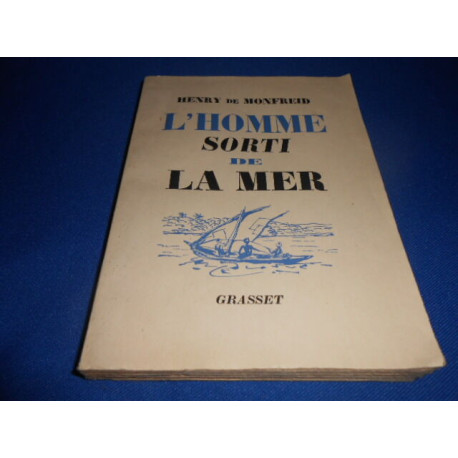 HENRY DE MONFREID
L'HOMME
SORTI
DE
LA MER
GRASSET